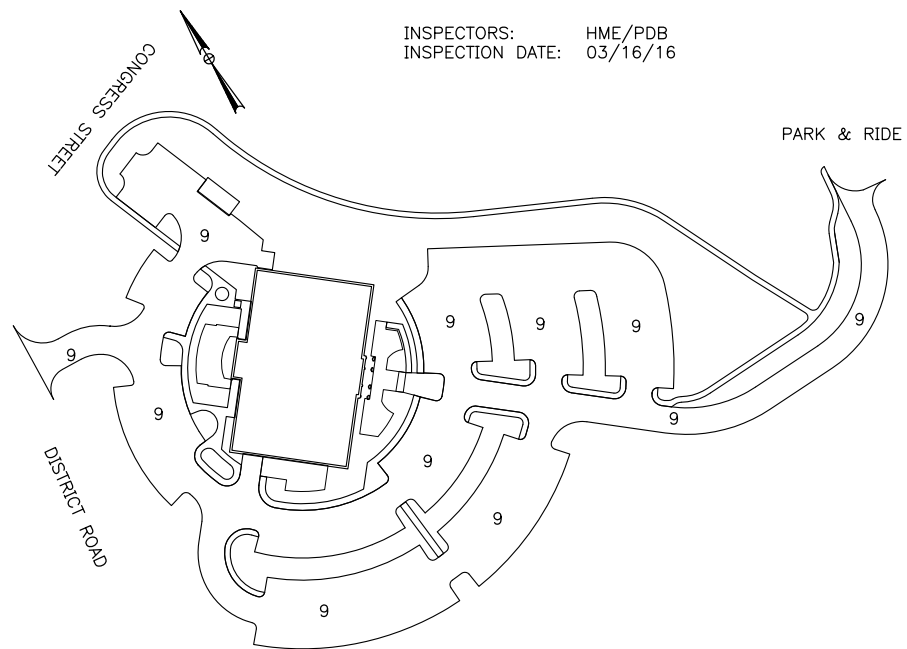 INSPECTORS: HME/PDB
INSPECTION DATE: 03/16/16
CONGRESS STREET
PARK & RIDE
9
9
9
9
9
9
9
9
9
9
9
DISTRICT ROAD